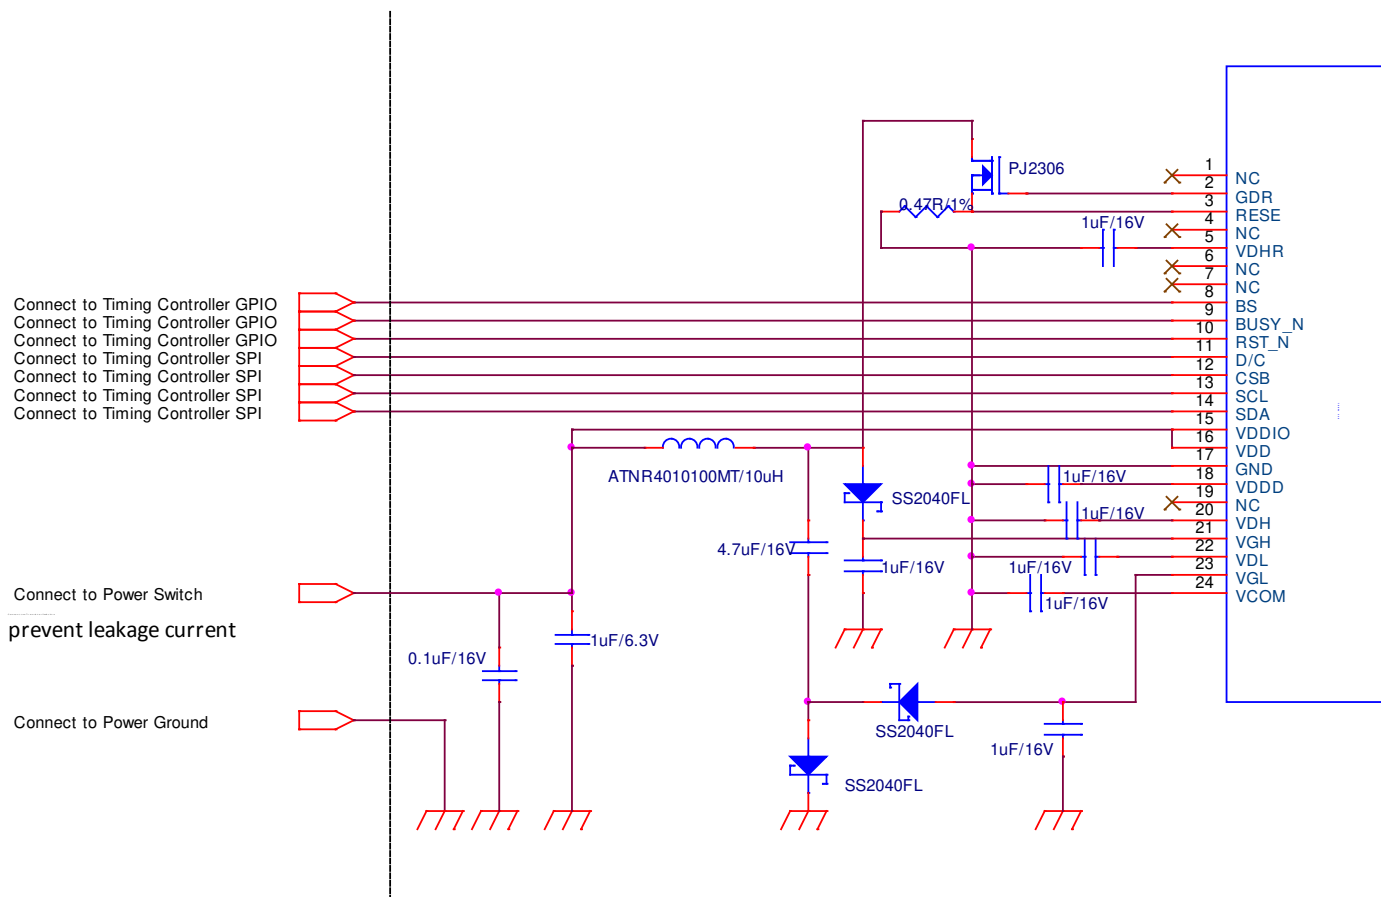 PJ2306
0.47R/1%
1uF/16V
1
NC
2
GDR
3
RESE
4
NC
5
VDHR
6
NC
7
NC
8
BS
9
BUSY_N
10
RST_N
11
D/C
12
CSB
13
SCL
14
SDA
15
VDDIO
16
VDD
17
GND
18
VDDD
19
NC
20
VDH
21
VGH
22
VDL
23
VGL
24
VCOM
Connect to Timing Controller GPIO
Connect to Timing Controller GPIO
Connect to Timing Controller GPIO
Connect to Timing Controller SPI
Connect to Timing Controller SPI
Connect to Timing Controller SPI
Connect to Timing Controller SPI
ATNR4010100MT/10uH
SS2040FL
1uF/16V
1uF/16V
4.7uF/16V
1uF/16V
1uF/16V
1uF/16V
Connect to Power Switch
prevent leakage current
1uF/6.3V
0.1uF/16V
Connect to Power Ground
SS2040FL
1uF/16V
SS2040FL